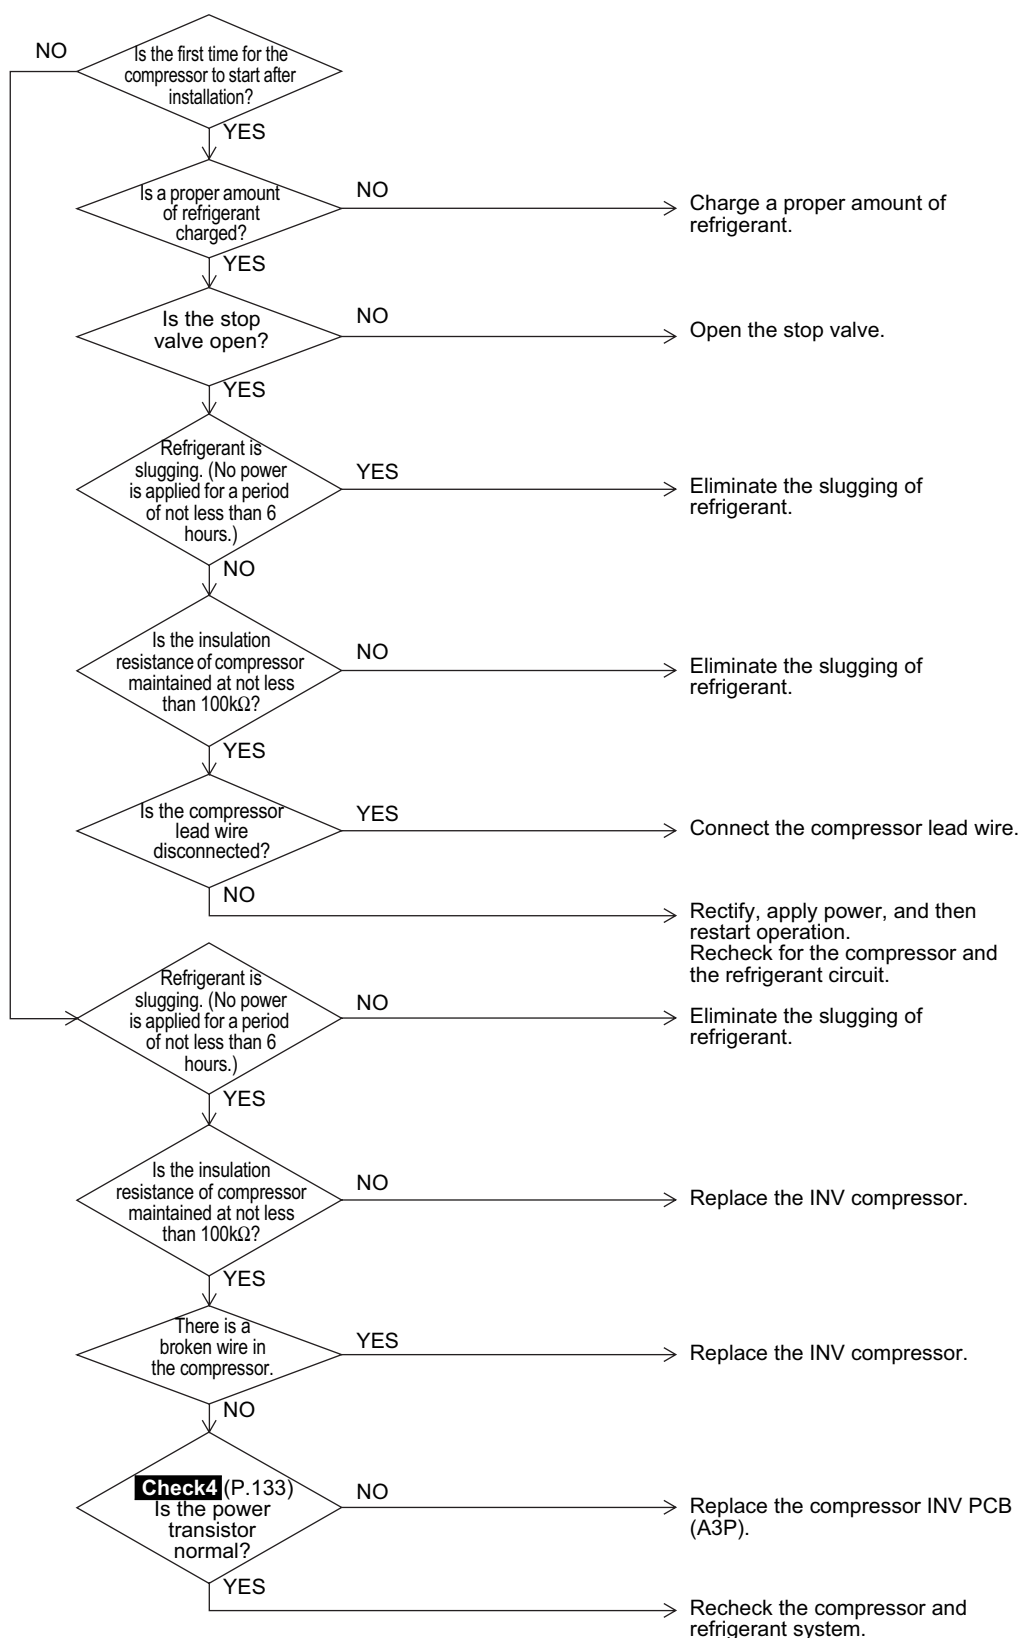 NO
Is the first time for the
compressor to start after
installation?
YES
Is a proper amount
of refrigerant
charged?
NO
Charge a proper amount of
refrigerant.
YES
Is the stop
valve open?
NO
Open the stop valve.
YES
Refrigerant is
slugging. (No power
is applied for a period
of not less than 6
hours.)
YES
Eliminate the slugging of
refrigerant.
NO
Is the insulation
resistance of compressor
maintained at not less
than 100kΩ?
NO
Eliminate the slugging of
refrigerant.
YES
Is the compressor
lead wire
disconnected?
YES
Connect the compressor lead wire.
NO
Rectify, apply power, and then
restart operation.
Recheck for the compressor and
the refrigerant circuit.
Refrigerant is
slugging. (No power
is applied for a period
of not less than 6
hours.)
NO
Eliminate the slugging of
refrigerant.
YES
Is the insulation
resistance of compressor
maintained at not less
than 100kΩ?
NO
Replace the INV compressor.
YES
There is a
broken wire in
the compressor.
YES
Replace the INV compressor.
NO
Check4 (P.133)
Is the power
transistor
normal?
NO
Replace the compressor INV PCB
(A3P).
YES
Recheck the compressor and
refrigerant system.